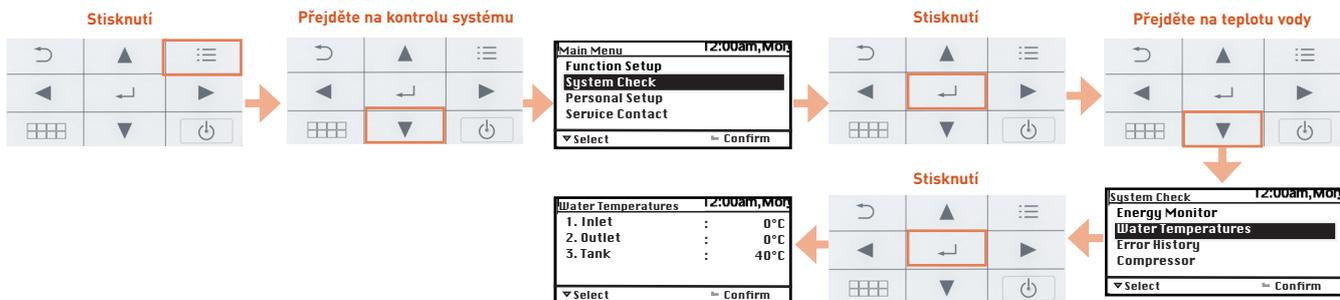 Stisknutí
Přejděte na kontrolu systému
Main Menu 12:00am,Mon
Function Setup
System Check
Personal Setup
Service Contact
▼Select Confirm
Stisknutí
Přejděte na teplotu vody
System Check 12:00am,Mon
Energy Monitor
Water Temperatures
Error History
Compressor
▼Select Confirm
Stisknutí
Water Temperatures 12:00am,Mon
1. Inlet : 0°C
2. Outlet : 0°C
3. Tank : 40°C
▼Select Confirm